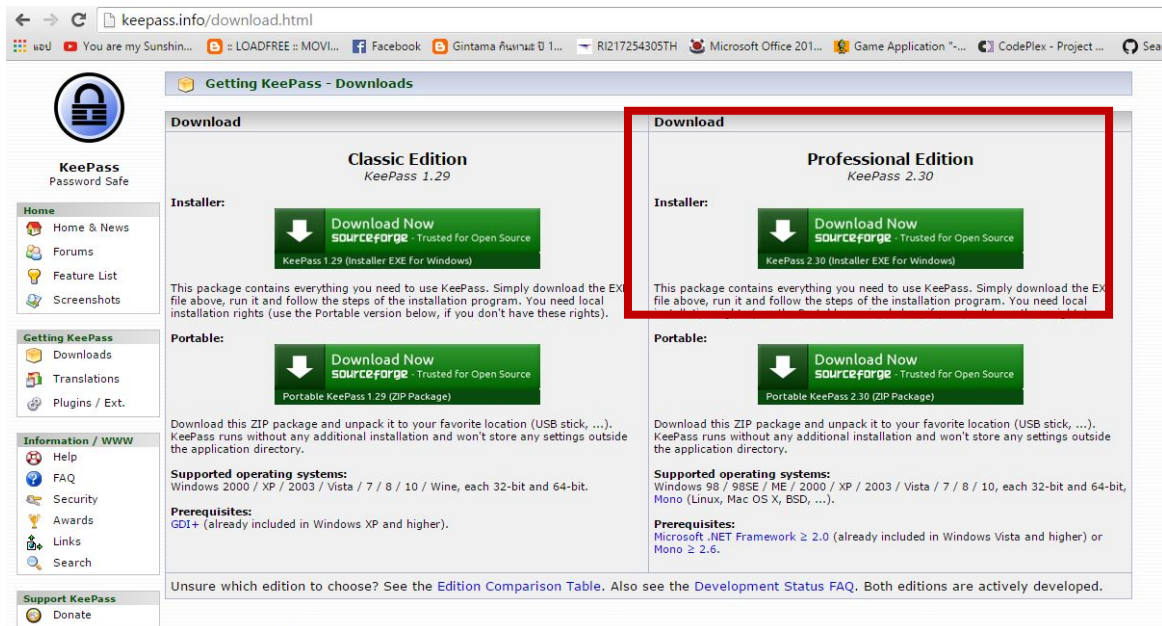 keepass.info/download.html
แอป You are my Sunshin... :: LOADFREE :: MOVI... Facebook Gintama กินทามะ ปี 1... RI217254305TH Microsoft Office 201... Game Application "-... CodePlex - Project ... Sea
Getting KeePass - Downloads
KeePass
Password Safe
Home
Home & News
Forums
Feature List
Screenshots
Getting KeePass
Downloads
Translations
Plugins / Ext.
Information / WWW
Help
FAQ
Security
Awards
Links
Search
Support KeePass
Donate
Download
Classic Edition
KeePass 1.29
Installer:
Download Now
sourceforge - Trusted for Open Source
KeePass 1.29 (Installer EXE for Windows)
This package contains everything you need to use KeePass. Simply download the EX
file above, run it and follow the steps of the installation program. You need local
installation rights (use the Portable version below, if you don't have these rights).
Portable:
Download Now
sourceforge - Trusted for Open Source
Portable KeePass 1.29 (ZIP Package)
Download this ZIP package and unpack it to your favorite location (USB stick, ...).
KeePass runs without any additional installation and won't store any settings outside
the application directory.
Supported operating systems:
Windows 2000 / XP / 2003 / Vista / 7 / 8 / 10 / Wine, each 32-bit and 64-bit.
Prerequisites:
GDI+ (already included in Windows XP and higher).
Download
Professional Edition
KeePass 2.30
Installer:
Download Now
sourceforge - Trusted for Open Source
KeePass 2.30 (Installer EXE for Windows)
This package contains everything you need to use KeePass. Simply download the EX
file above, run it and follow the steps of the installation program. You need local
Portable:
Download Now
sourceforge - Trusted for Open Source
Portable KeePass 2.30 (ZIP Package)
Download this ZIP package and unpack it to your favorite location (USB stick, ...).
KeePass runs without any additional installation and won't store any settings outside
the application directory.
Supported operating systems:
Windows 98 / 98SE / ME / 2000 / XP / 2003 / Vista / 7 / 8 / 10, each 32-bit and 64-bit,
Mono (Linux, Mac OS X, BSD, ...).
Prerequisites:
Microsoft .NET Framework ≥ 2.0 (already included in Windows Vista and higher) or
Mono ≥ 2.6.
Unsure which edition to choose? See the Edition Comparison Table. Also see the Development Status FAQ. Both editions are actively developed.